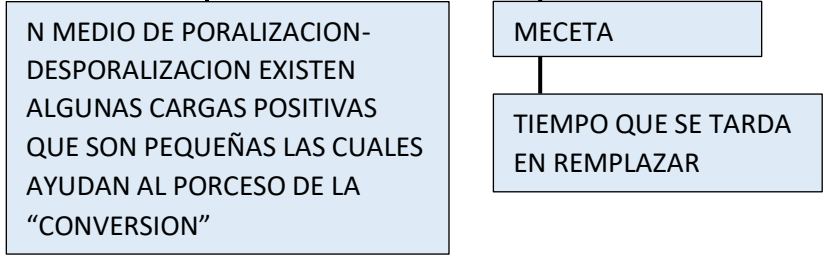 N MEDIO DE PORALIZACION-
DESPORALIZACION EXISTEN
ALGUNAS CARGAS POSITIVAS
QUE SON PEQUEÑAS LAS CUALES
AYUDAN AL PORCESO DE LA
“CONVERSION”
MECETA
TIEMPO QUE SE TARDA
EN REMPLAZAR